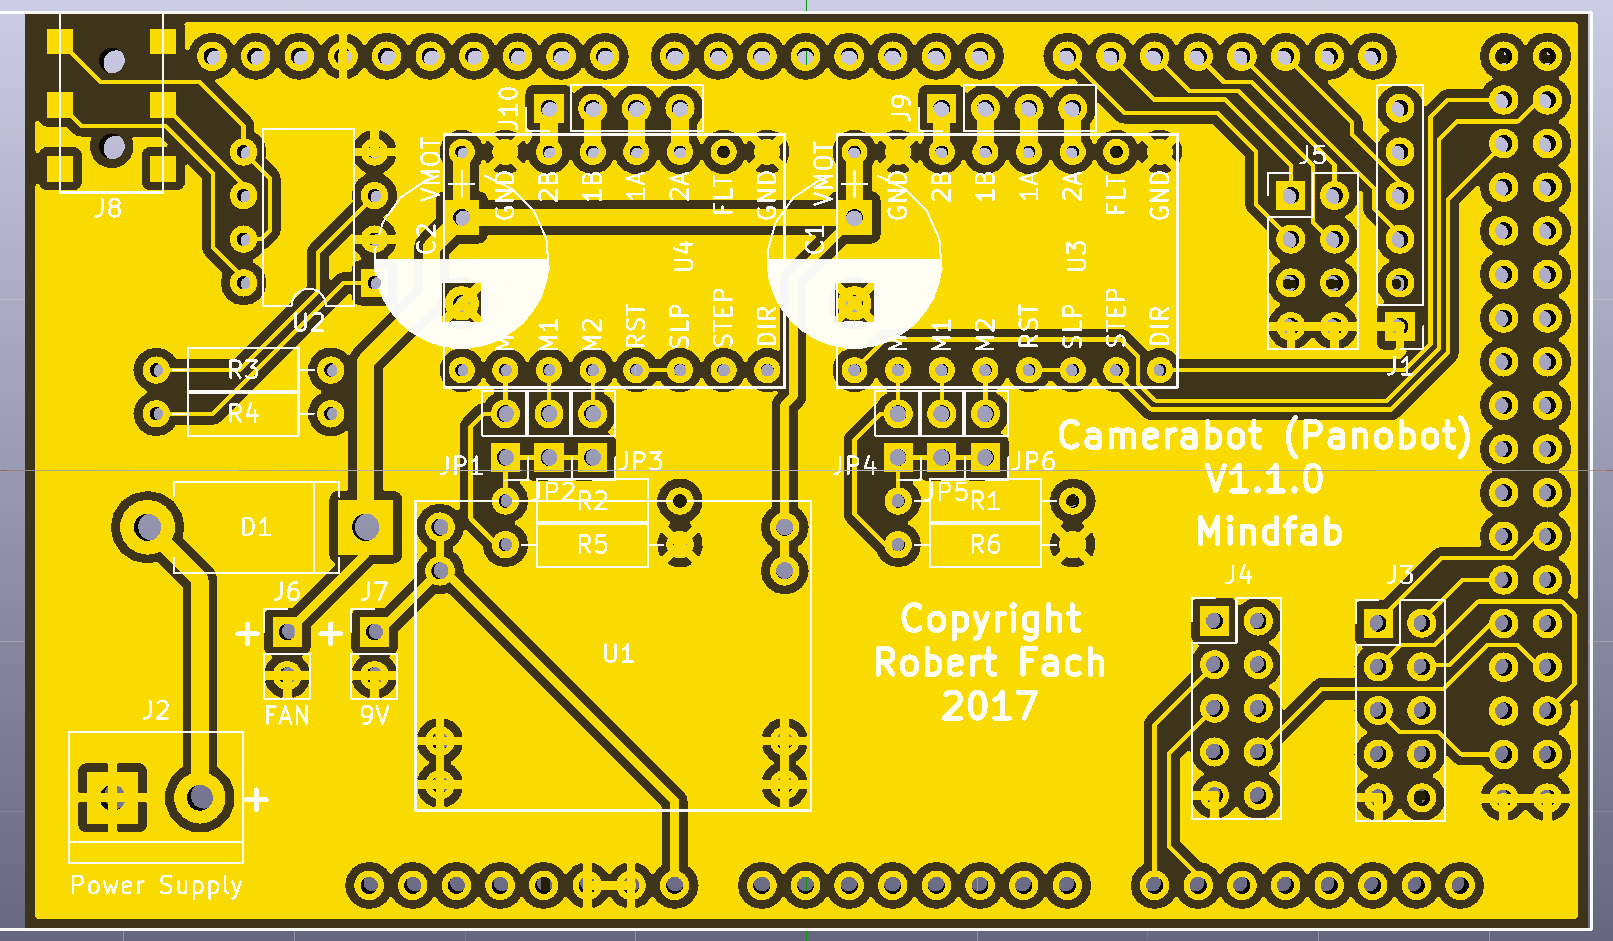 J10
J9
J8
VMOT
GND
2B
1B
1A
2A
FLT
GND
VMOT
GND
2B
1B
1A
2A
FLT
GND
J5
C2
U4
C1
U3
U2
M1
M2
RST
SLP
STEP
DIR
M1
M2
RST
SLP
STEP
DIR
J1
R3
R4
JP1
JP2
JP3
JP4
JP5
JP6
Camerabot (Panobot)
V1.1.0
Mindfab
D1
R2
R1
R5
R6
J6
J7
+
+
J4
J3
Copyright
Robert Fach
2017
U1
J2
FAN
9V
+
Power Supply